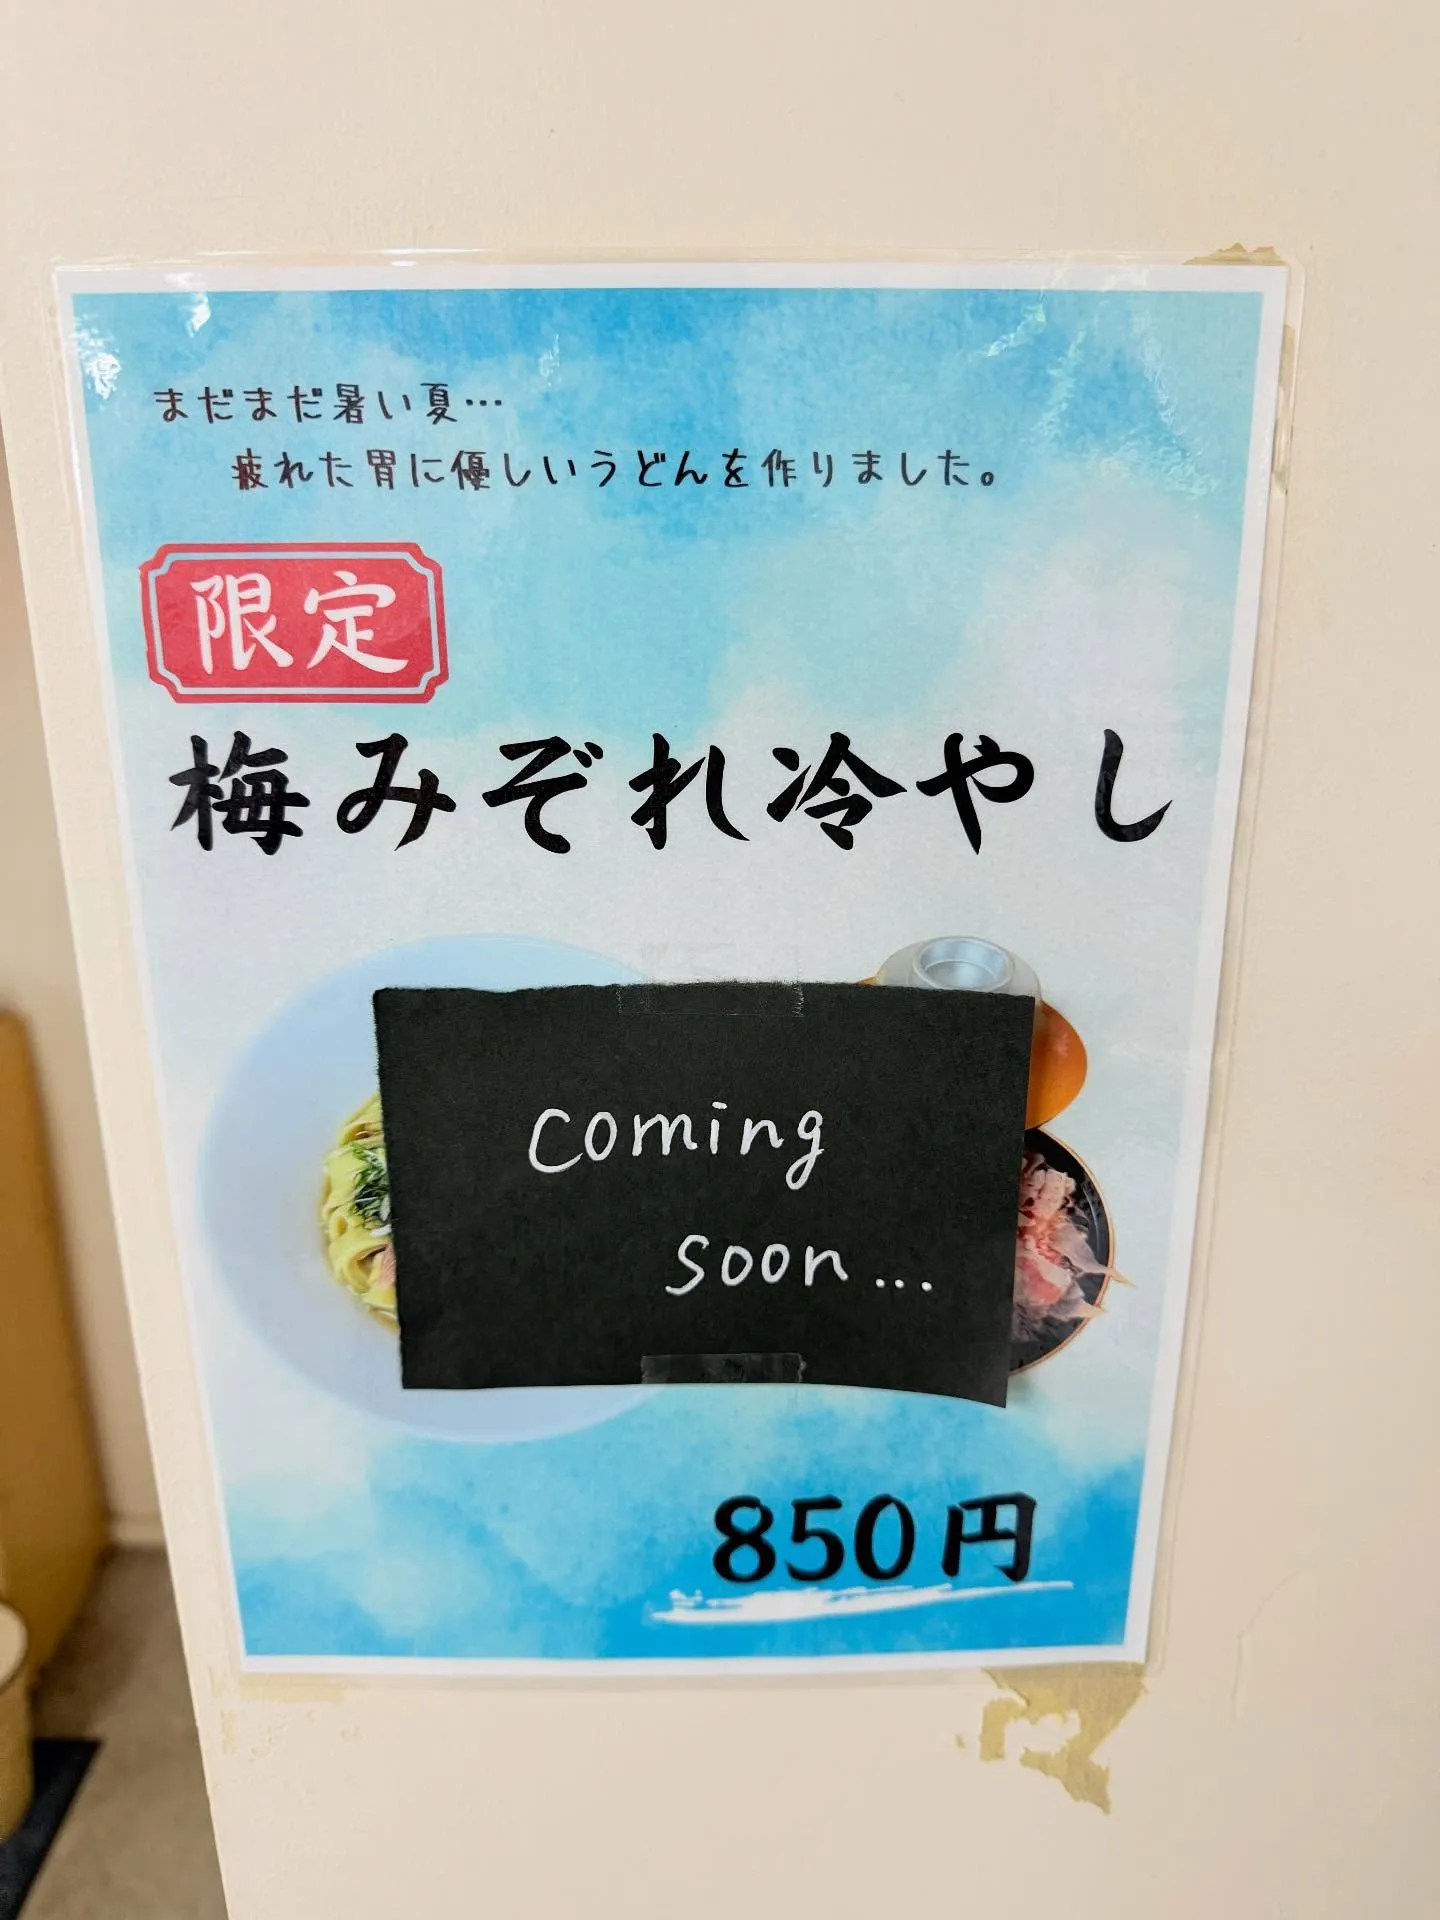 まだまだ暑い夏…
疲れた胃に優しいうどんを作りました。
限定
梅みぞれ冷やし
coming
soon...
850円